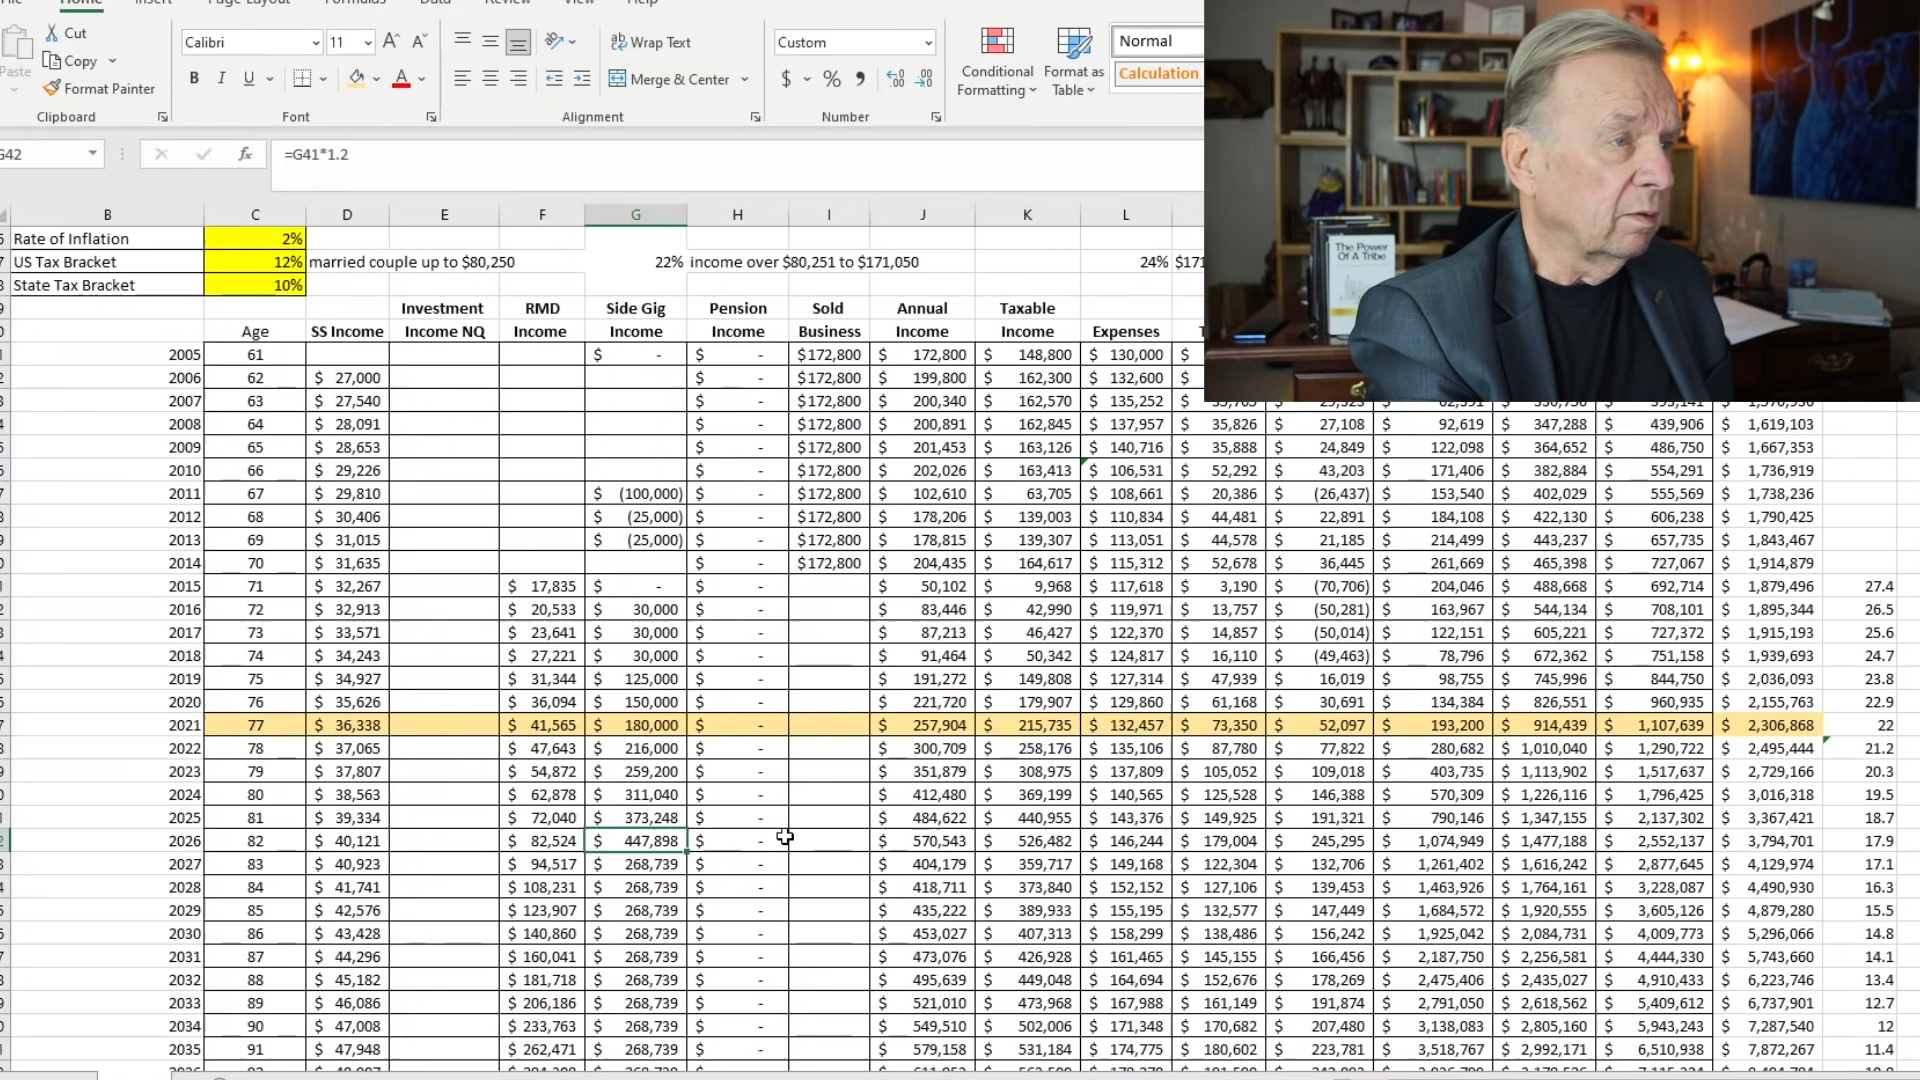 File Home Insert Page Layout Formulas Data Review View Help
Cut
Copy
Format Painter
Paste
Clipboard
Calibri 11
B I U
Font
Wrap Text
Merge & Center
Alignment
Custom
$ %
Number
Conditional Formatting
Format as Table
Normal
Calculation
The Power Of A Tribe
G42 fx =G41*1.2
B C D E F G H I J K L
Rate of Inflation 2%
US Tax Bracket 12% married couple up to $80,250 22% income over $80,251 to $171,050 24% $171
State Tax Bracket 10%
Investment RMD Side Gig Pension Sold Annual Taxable
Age SS Income Income NQ Income Income Income Business Income Income Expenses T
2005 61 $ - $ - $172,800 $ 172,800 $ 148,800 $ 130,000 $
2006 62 $ 27,000 $ - $172,800 $ 199,800 $ 162,300 $ 132,600 $
2007 63 $ 27,540 $ - $172,800 $ 200,340 $ 162,570 $ 135,252 $
2008 64 $ 28,091 $ - $172,800 $ 200,891 $ 162,845 $ 137,957 $ 35,826 $ 27,108 $ 92,619 $ 347,288 $ 439,906 $ 1,619,103
2009 65 $ 28,653 $ - $172,800 $ 201,453 $ 163,126 $ 140,716 $ 35,888 $ 24,849 $ 122,098 $ 364,652 $ 486,750 $ 1,667,353
2010 66 $ 29,226 $ - $172,800 $ 202,026 $ 163,413 $ 106,531 $ 52,292 $ 43,203 $ 171,406 $ 382,884 $ 554,291 $ 1,736,919
2011 67 $ 29,810 $ (100,000) $ - $172,800 $ 102,610 $ 63,705 $ 108,661 $ 20,386 $ (26,437) $ 153,540 $ 402,029 $ 555,569 $ 1,738,236
2012 68 $ 30,406 $ (25,000) $ - $172,800 $ 178,206 $ 139,003 $ 110,834 $ 44,481 $ 22,891 $ 184,108 $ 422,130 $ 606,238 $ 1,790,425
2013 69 $ 31,015 $ (25,000) $ - $172,800 $ 178,815 $ 139,307 $ 113,051 $ 44,578 $ 21,185 $ 214,499 $ 443,237 $ 657,735 $ 1,843,467
2014 70 $ 31,635 $ - $172,800 $ 204,435 $ 164,617 $ 115,312 $ 52,678 $ 36,445 $ 261,669 $ 465,398 $ 727,067 $ 1,914,879
2015 71 $ 32,267 $ 17,835 $ - $ - $ 50,102 $ 9,968 $ 117,618 $ 3,190 $ (70,706) $ 204,046 $ 488,668 $ 692,714 $ 1,879,496 27.4
2016 72 $ 32,913 $ 20,533 $ 30,000 $ - $ 83,446 $ 42,990 $ 119,971 $ 13,757 $ (50,281) $ 163,967 $ 544,134 $ 708,101 $ 1,895,344 26.5
2017 73 $ 33,571 $ 23,641 $ 30,000 $ - $ 87,213 $ 46,427 $ 122,370 $ 14,857 $ (50,014) $ 122,151 $ 605,221 $ 727,372 $ 1,915,193 25.6
2018 74 $ 34,243 $ 27,221 $ 30,000 $ - $ 91,464 $ 50,342 $ 124,817 $ 16,110 $ (49,463) $ 78,796 $ 672,362 $ 751,158 $ 1,939,693 24.7
2019 75 $ 34,927 $ 31,344 $ 125,000 $ - $ 191,272 $ 149,808 $ 127,314 $ 47,939 $ 16,019 $ 98,755 $ 745,996 $ 844,750 $ 2,036,093 23.8
2020 76 $ 35,626 $ 36,094 $ 150,000 $ - $ 221,720 $ 179,907 $ 129,860 $ 61,168 $ 30,691 $ 134,384 $ 826,551 $ 960,935 $ 2,155,763 22.9
2021 77 $ 36,338 $ 41,565 $ 180,000 $ - $ 257,904 $ 215,735 $ 132,457 $ 73,350 $ 52,097 $ 193,200 $ 914,439 $ 1,107,639 $ 2,306,868 22
2022 78 $ 37,065 $ 47,643 $ 216,000 $ - $ 300,709 $ 258,176 $ 135,106 $ 87,780 $ 77,822 $ 280,682 $ 1,010,040 $ 1,290,722 $ 2,495,444 21.2
2023 79 $ 37,807 $ 54,872 $ 259,200 $ - $ 351,879 $ 308,975 $ 137,809 $ 105,052 $ 109,018 $ 403,735 $ 1,113,902 $ 1,517,637 $ 2,729,166 20.3
2024 80 $ 38,563 $ 62,878 $ 311,040 $ - $ 412,480 $ 369,199 $ 140,565 $ 125,528 $ 146,388 $ 570,309 $ 1,226,116 $ 1,796,425 $ 3,016,318 19.5
2025 81 $ 39,334 $ 72,040 $ 373,248 $ - $ 484,622 $ 440,955 $ 143,376 $ 149,925 $ 191,321 $ 790,146 $ 1,347,155 $ 2,137,302 $ 3,367,421 18.7
2026 82 $ 40,121 $ 82,524 $ 447,898 $ - $ 570,543 $ 526,482 $ 146,244 $ 179,004 $ 245,295 $ 1,074,949 $ 1,477,188 $ 2,552,137 $ 3,794,701 17.9
2027 83 $ 40,923 $ 94,517 $ 268,739 $ - $ 404,179 $ 359,717 $ 149,168 $ 122,304 $ 132,706 $ 1,261,402 $ 1,616,242 $ 2,877,645 $ 4,129,974 17.1
2028 84 $ 41,741 $ 108,231 $ 268,739 $ - $ 418,711 $ 373,840 $ 152,152 $ 127,106 $ 139,453 $ 1,463,926 $ 1,764,161 $ 3,228,087 $ 4,490,930 16.3
2029 85 $ 42,576 $ 123,907 $ 268,739 $ - $ 435,222 $ 389,933 $ 155,195 $ 132,577 $ 147,449 $ 1,684,572 $ 1,920,555 $ 3,605,126 $ 4,879,280 15.5
2030 86 $ 43,428 $ 140,860 $ 268,739 $ - $ 453,027 $ 407,313 $ 158,299 $ 138,486 $ 156,242 $ 1,925,042 $ 2,084,731 $ 4,009,773 $ 5,296,066 14.8
2031 87 $ 44,296 $ 160,041 $ 268,739 $ - $ 473,076 $ 426,928 $ 161,465 $ 145,155 $ 166,456 $ 2,187,750 $ 2,256,581 $ 4,444,330 $ 5,743,660 14.1
2032 88 $ 45,182 $ 181,718 $ 268,739 $ - $ 495,639 $ 449,048 $ 164,694 $ 152,676 $ 178,269 $ 2,475,406 $ 2,435,027 $ 4,910,433 $ 6,223,746 13.4
2033 89 $ 46,086 $ 206,186 $ 268,739 $ - $ 521,010 $ 473,968 $ 167,988 $ 161,149 $ 191,874 $ 2,791,050 $ 2,618,562 $ 5,409,612 $ 6,737,901 12.7
2034 90 $ 47,008 $ 233,763 $ 268,739 $ - $ 549,510 $ 502,006 $ 171,348 $ 170,682 $ 207,480 $ 3,138,083 $ 2,805,160 $ 5,943,243 $ 7,287,540 12
2035 91 $ 47,948 $ 262,471 $ 268,739 $ - $ 579,158 $ 531,184 $ 174,775 $ 180,602 $ 223,781 $ 3,518,767 $ 2,992,171 $ 6,510,938 $ 7,872,267 11.4